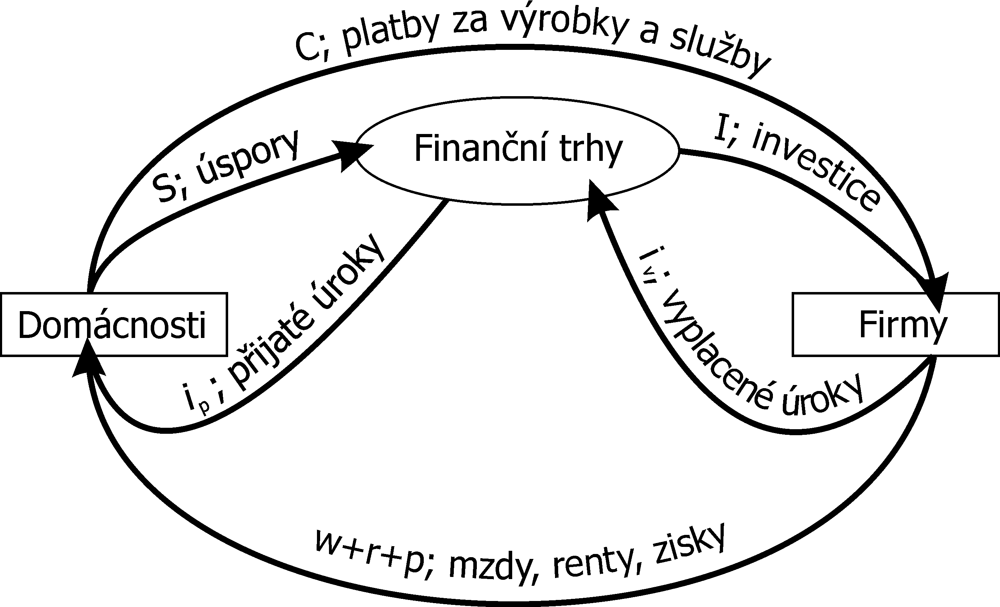 C; platby za výrobky a služby
Finanční trhy
I; investice
S; úspory
iᵥ; vyplacené úroky
iₚ; přijaté úroky
Domácnosti
Firmy
w+r+p; mzdy, renty, zisky